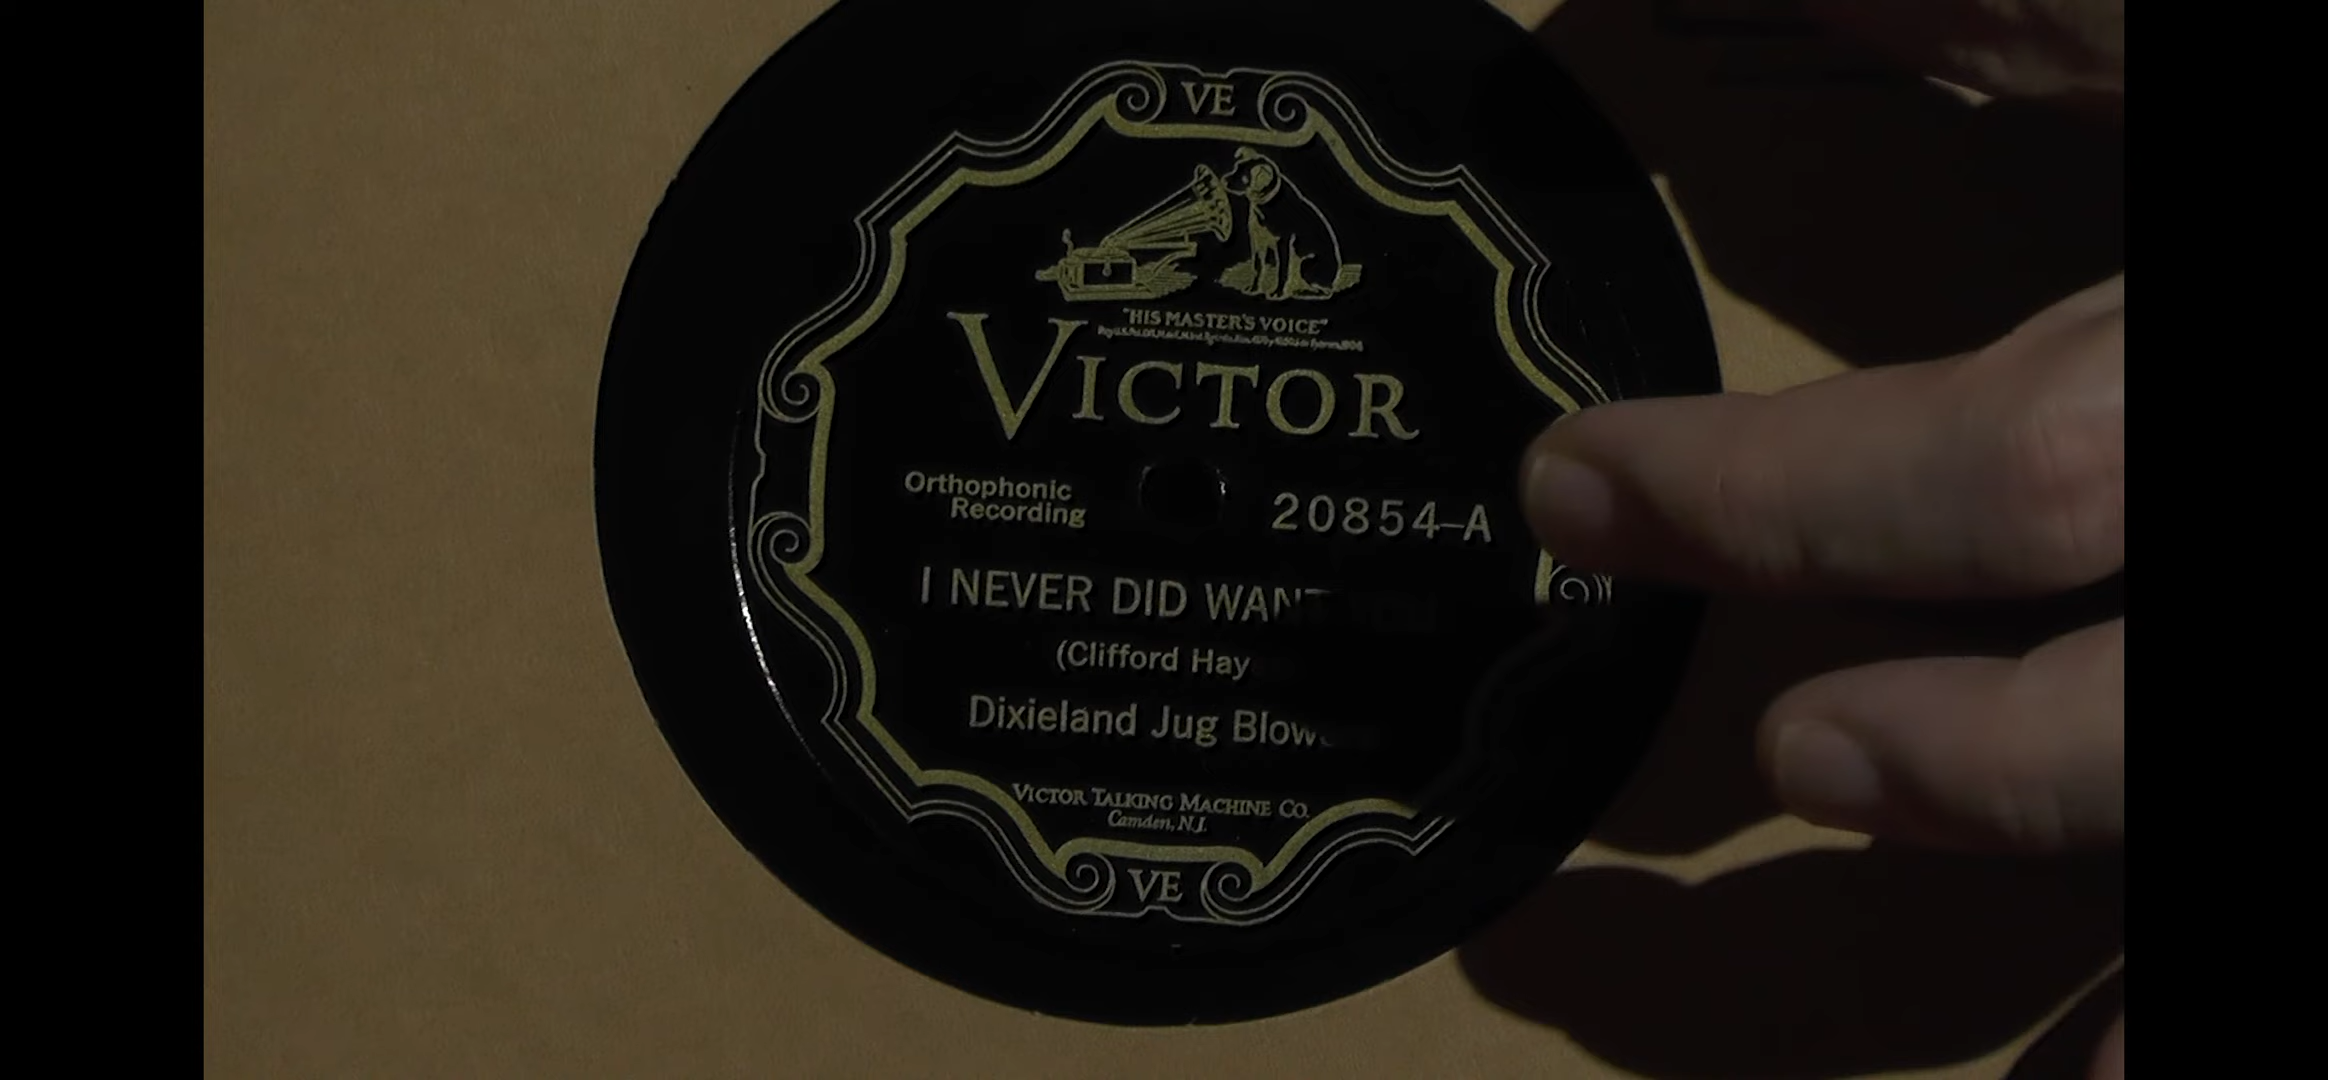 VE
"HIS MASTER'S VOICE"
VICTOR
Orthophonic
Recording
20854-A
I NEVER DID WANT YOU
(Clifford Hay
Dixieland Jug Blow
VICTOR TALKING MACHINE CO.
Camden, N.J.
VE